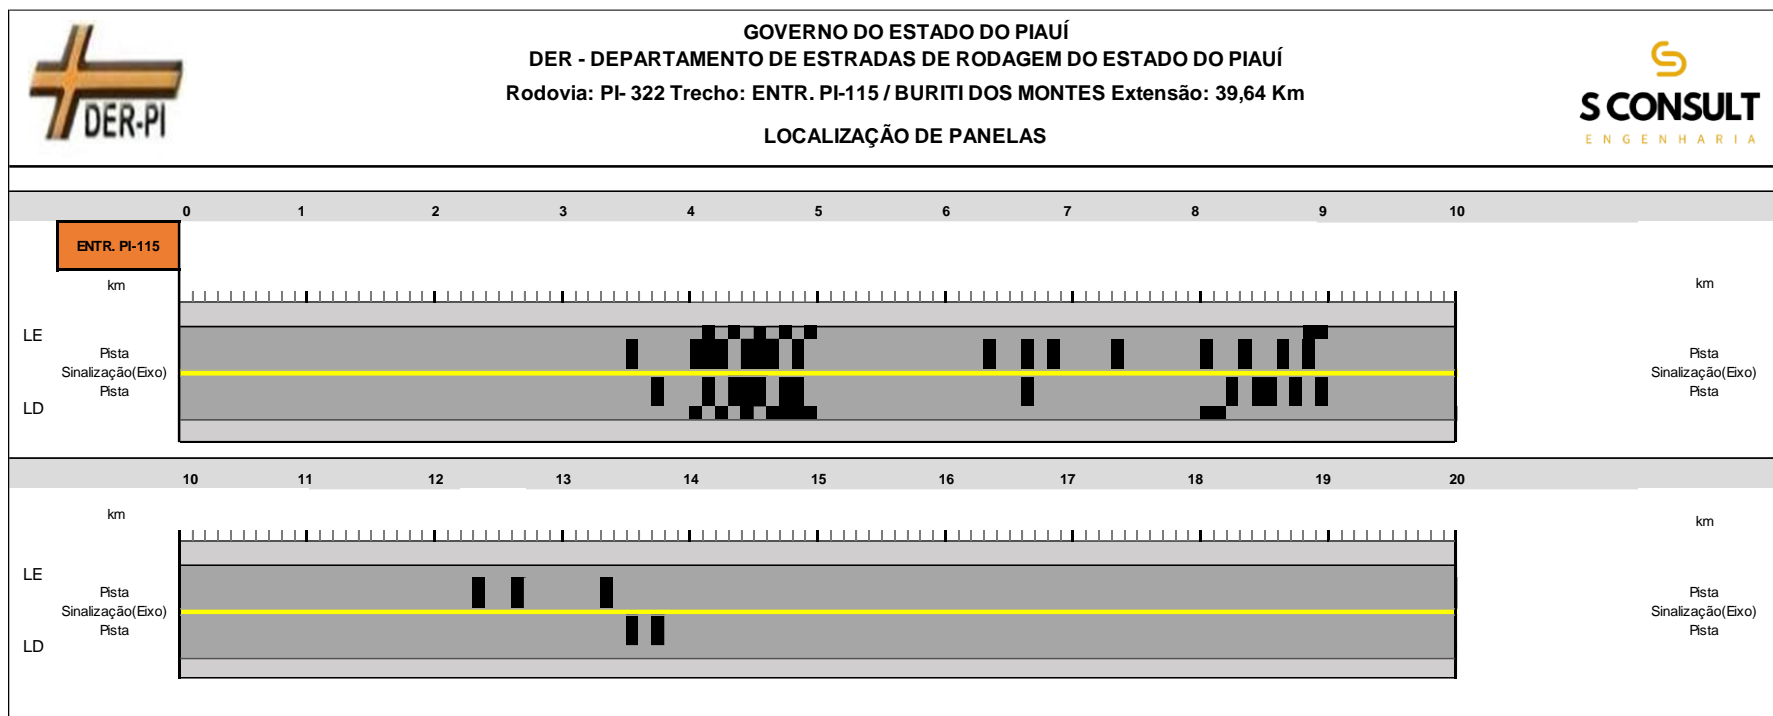 GOVERNO DO ESTADO DO PIAUÍ
DER - DEPARTAMENTO DE ESTRADAS DE RODAGEM DO ESTADO DO PIAUÍ
Rodovia: PI- 322 Trecho: ENTR. PI-115 / BURITI DOS MONTES Extensão: 39,64 Km
LOCALIZAÇÃO DE PANELAS
DER-PI
S CONSULT
ENGENHARIA
0 1 2 3 4 5 6 7 8 9 10
ENTR. PI-115
km km
LE
Pista Pista
Sinalização(Eixo) Sinalização(Eixo)
Pista Pista
LD
10 11 12 13 14 15 16 17 18 19 20
km km
LE
Pista Pista
Sinalização(Eixo) Sinalização(Eixo)
Pista Pista
LD